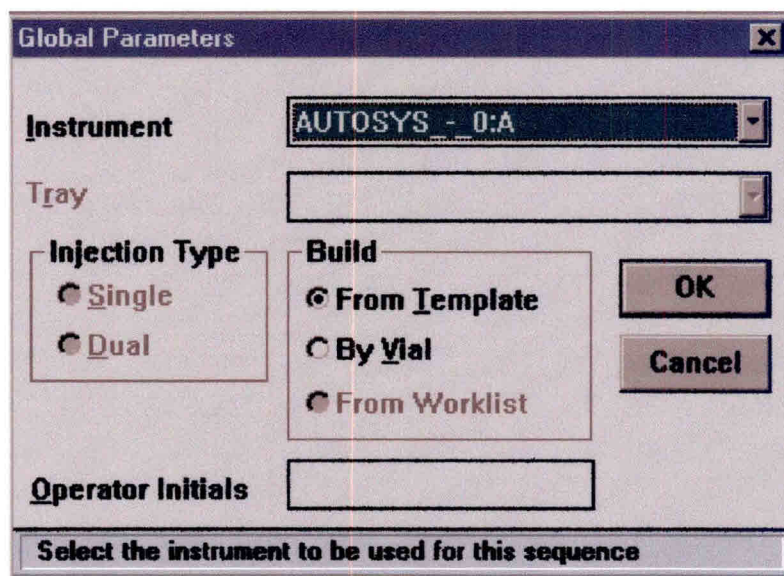 Global Parameters
Instrument
AUTOSYS_-_0:A
Tray
Injection Type
Single
Dual
Build
From Template
By Vial
From Worklist
OK
Cancel
Operator Initials
Select the instrument to be used for this sequence